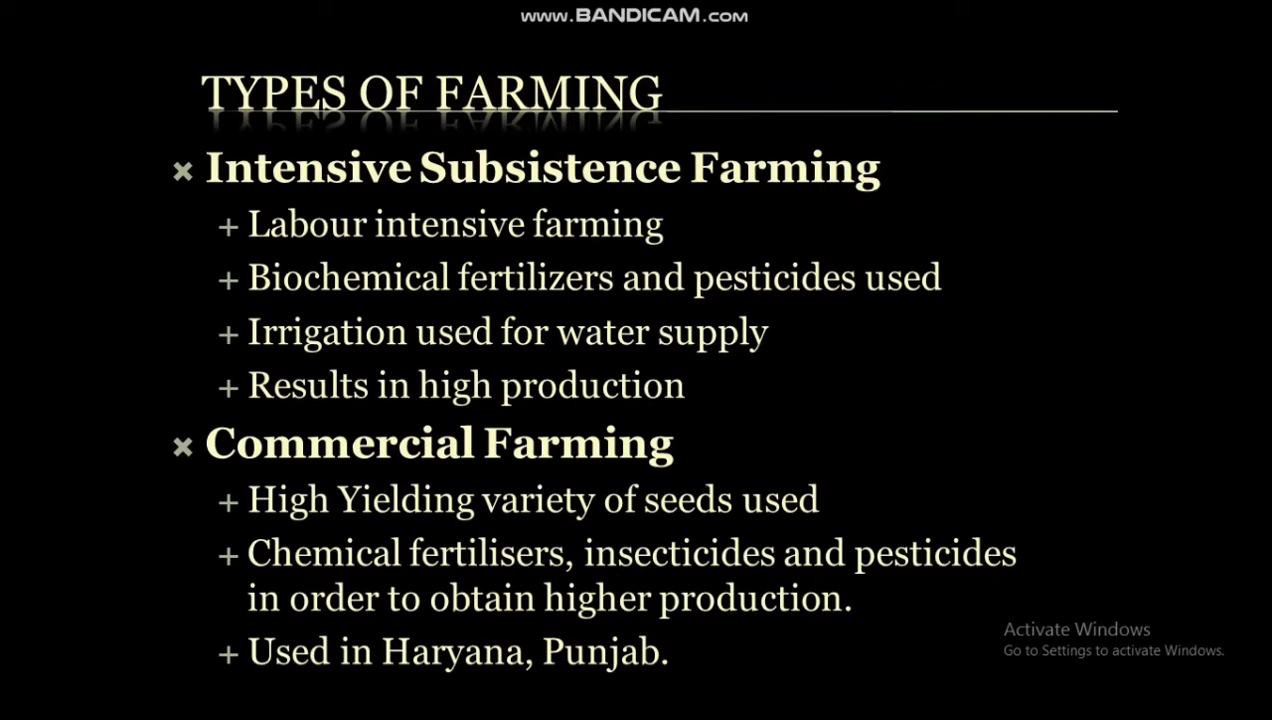 www.BANDICAM.com
TYPES OF FARMING
Intensive Subsistence Farming
+ Labour intensive farming
+ Biochemical fertilizers and pesticides used
+ Irrigation used for water supply
+ Results in high production
Commercial Farming
+ High Yielding variety of seeds used
+ Chemical fertilisers, insecticides and pesticides
in order to obtain higher production.
+ Used in Haryana, Punjab.
Activate Windows
Go to Settings to activate Windows.